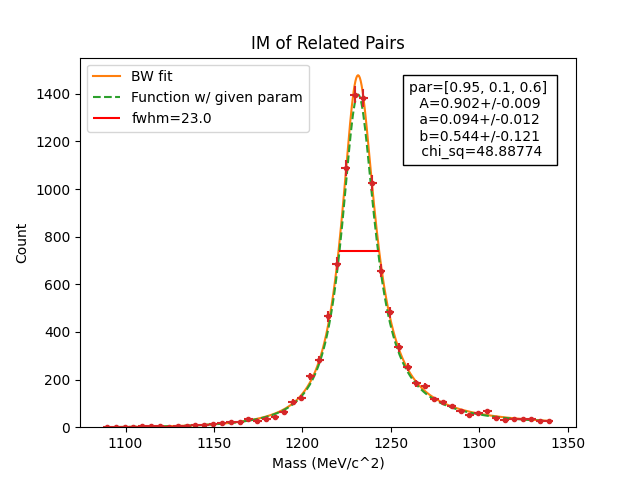 IM of Related Pairs
BW fit
Function w/ given param
fwhm=23.0
par=[0.95, 0.1, 0.6]
A=0.902+/-0.009
a=0.094+/-0.012
b=0.544+/-0.121
chi_sq=48.88774
Count
1400
1200
1000
800
600
400
200
0
1100
1150
1200
1250
1300
1350
Mass (MeV/c^2)